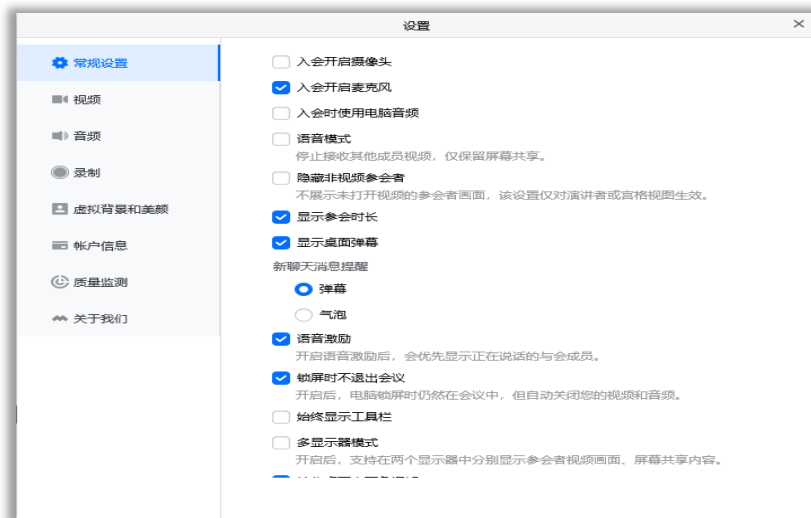 设置
常规设置
视频
音频
录制
虚拟背景和美颜
帐户信息
质量监测
关于我们
入会开启摄像头
入会开启麦克风
入会时使用电脑音频
语音模式
停止接收其他成员视频，仅保留屏幕共享。
隐藏非视频参会者
不展示未打开视频的参会者画面，该设置仅对演讲者或宫格视图生效。
显示参会时长
显示桌面弹幕
新聊天消息提醒
弹幕
气泡
语音激励
开启语音激励后，会优先显示正在说话的与会成员。
锁屏时不退出会议
开启后，电脑锁屏时仍然在会议中，但自动关闭您的视频和音频。
始终显示工具栏
多显示器模式
开启后，支持在两个显示器中分别显示参会者视频画面、屏幕共享内容。